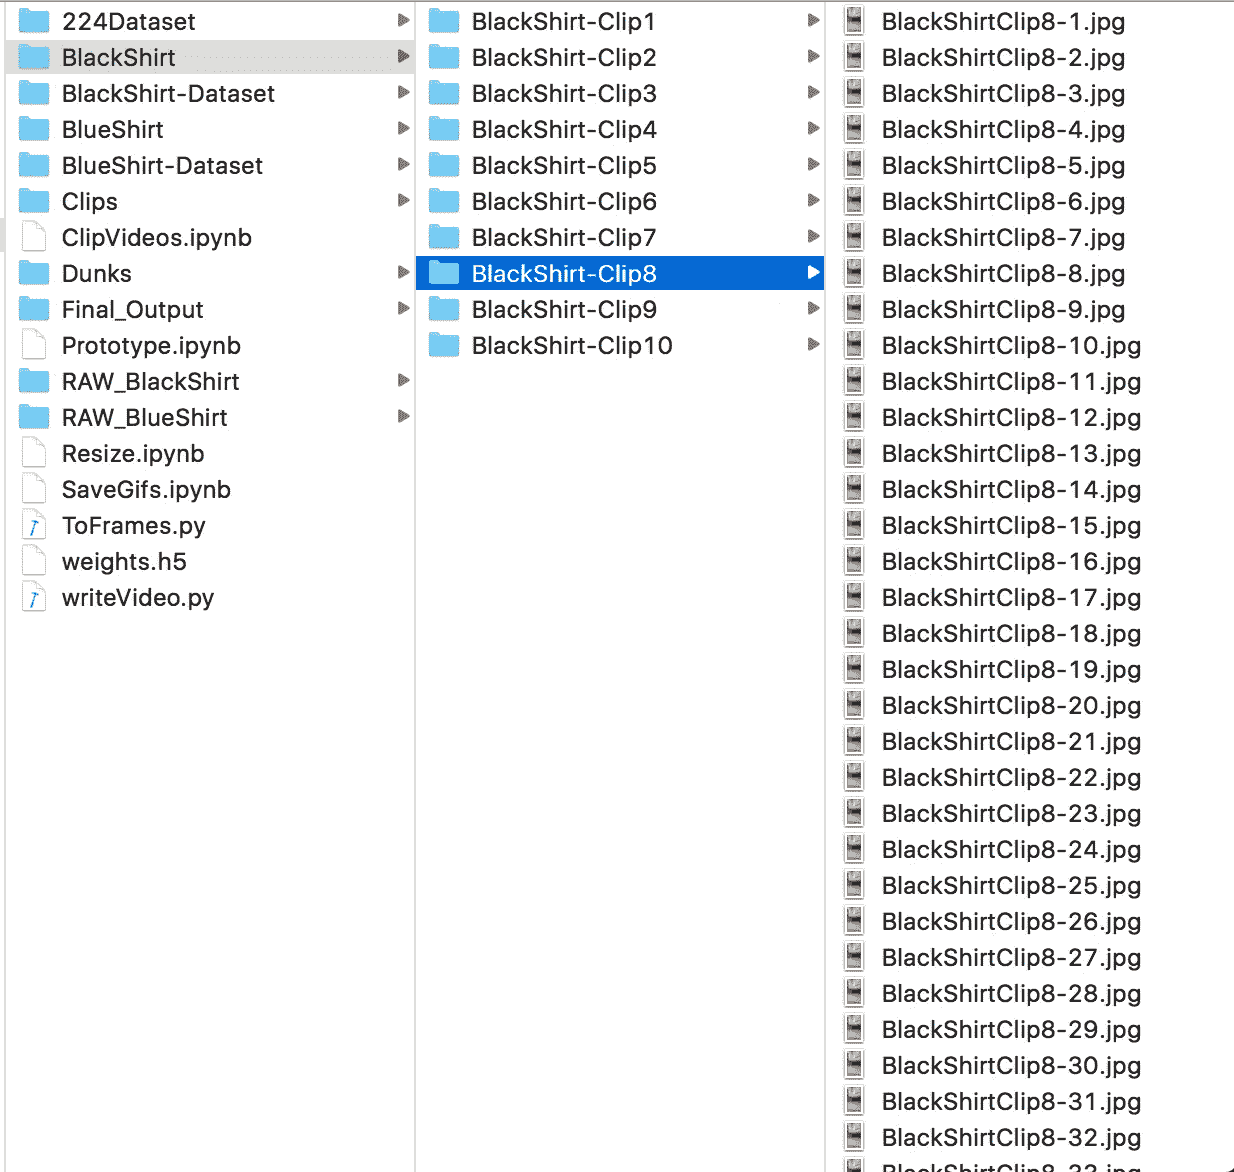 224Dataset
BlackShirt
BlackShirt-Dataset
BlueShirt
BlueShirt-Dataset
Clips
ClipVideos.ipynb
Dunks
Final_Output
Prototype.ipynb
RAW_BlackShirt
RAW_BlueShirt
Resize.ipynb
SaveGifs.ipynb
ToFrames.py
weights.h5
writeVideo.py
BlackShirt-Clip1
BlackShirt-Clip2
BlackShirt-Clip3
BlackShirt-Clip4
BlackShirt-Clip5
BlackShirt-Clip6
BlackShirt-Clip7
BlackShirt-Clip8
BlackShirt-Clip9
BlackShirt-Clip10
BlackShirtClip8-1.jpg
BlackShirtClip8-2.jpg
BlackShirtClip8-3.jpg
BlackShirtClip8-4.jpg
BlackShirtClip8-5.jpg
BlackShirtClip8-6.jpg
BlackShirtClip8-7.jpg
BlackShirtClip8-8.jpg
BlackShirtClip8-9.jpg
BlackShirtClip8-10.jpg
BlackShirtClip8-11.jpg
BlackShirtClip8-12.jpg
BlackShirtClip8-13.jpg
BlackShirtClip8-14.jpg
BlackShirtClip8-15.jpg
BlackShirtClip8-16.jpg
BlackShirtClip8-17.jpg
BlackShirtClip8-18.jpg
BlackShirtClip8-19.jpg
BlackShirtClip8-20.jpg
BlackShirtClip8-21.jpg
BlackShirtClip8-22.jpg
BlackShirtClip8-23.jpg
BlackShirtClip8-24.jpg
BlackShirtClip8-25.jpg
BlackShirtClip8-26.jpg
BlackShirtClip8-27.jpg
BlackShirtClip8-28.jpg
BlackShirtClip8-29.jpg
BlackShirtClip8-30.jpg
BlackShirtClip8-31.jpg
BlackShirtClip8-32.jpg